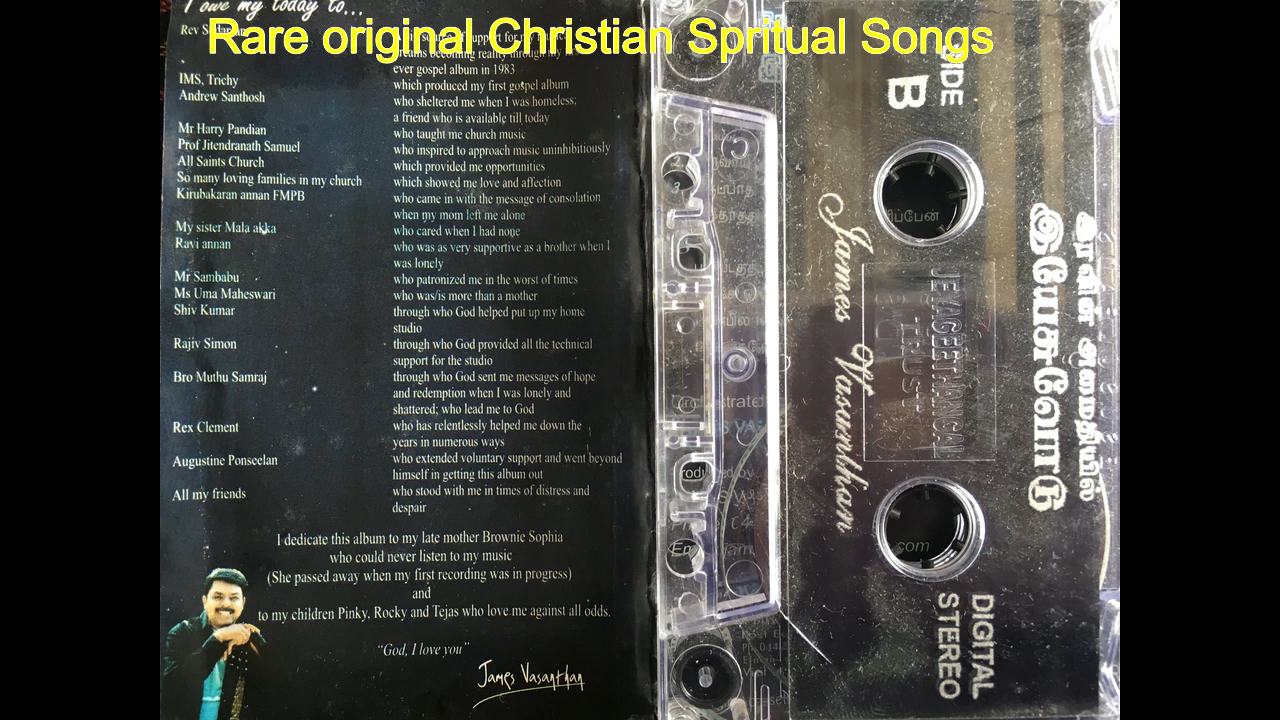 Rare original Christian Spritual Songs
I owe my today to...
Rev
ever gospel album in 1983
IMS, Trichy which produced my first gospel album
Andrew Santhosh who sheltered me when I was homeless;
a friend who is available till today
Mr Harry Pandian who taught me church music
Prof Jitendranath Samuel who inspired to approach music uninhibitiously
All Saints Church which provided me opportunities
So many loving families in my church which showed me love and affection
Kirubakaran annan FMPB who came in with the message of consolation
when my mom left me alone
My sister Mala akka who cared when I had none
Ravi annan who was as very supportive as a brother when I
was lonely
Mr Sambabu who patronized me in the worst of times
Ms Uma Maheswari who was/is more than a mother
Shiv Kumar through who God helped put up my home
studio
Rajiv Simon through who God provided all the technical
support for the studio
Bro Muthu Samraj through who God sent me messages of hope
and redemption when I was lonely and
shattered; who lead me to God
Rex Clement who has relentlessly helped me down the
years in numerous ways
Augustine Ponseelan who extended voluntary support and went beyond
himself in getting this album out
All my friends who stood with me in times of distress and
despair
I dedicate this album to my late mother Brownie Sophia
who could never listen to my music
(She passed away when my first recording was in progress)
and
to my children Pinky, Rocky and Tejas who love me against all odds.
"God, I love you"
James Vasanthan
SIDE
B
இரவின் அமைதியில்
இயேசுவோடு
JEYAGEETHANGAL
TRUST
James Vasanthan
DIGITAL
STEREO